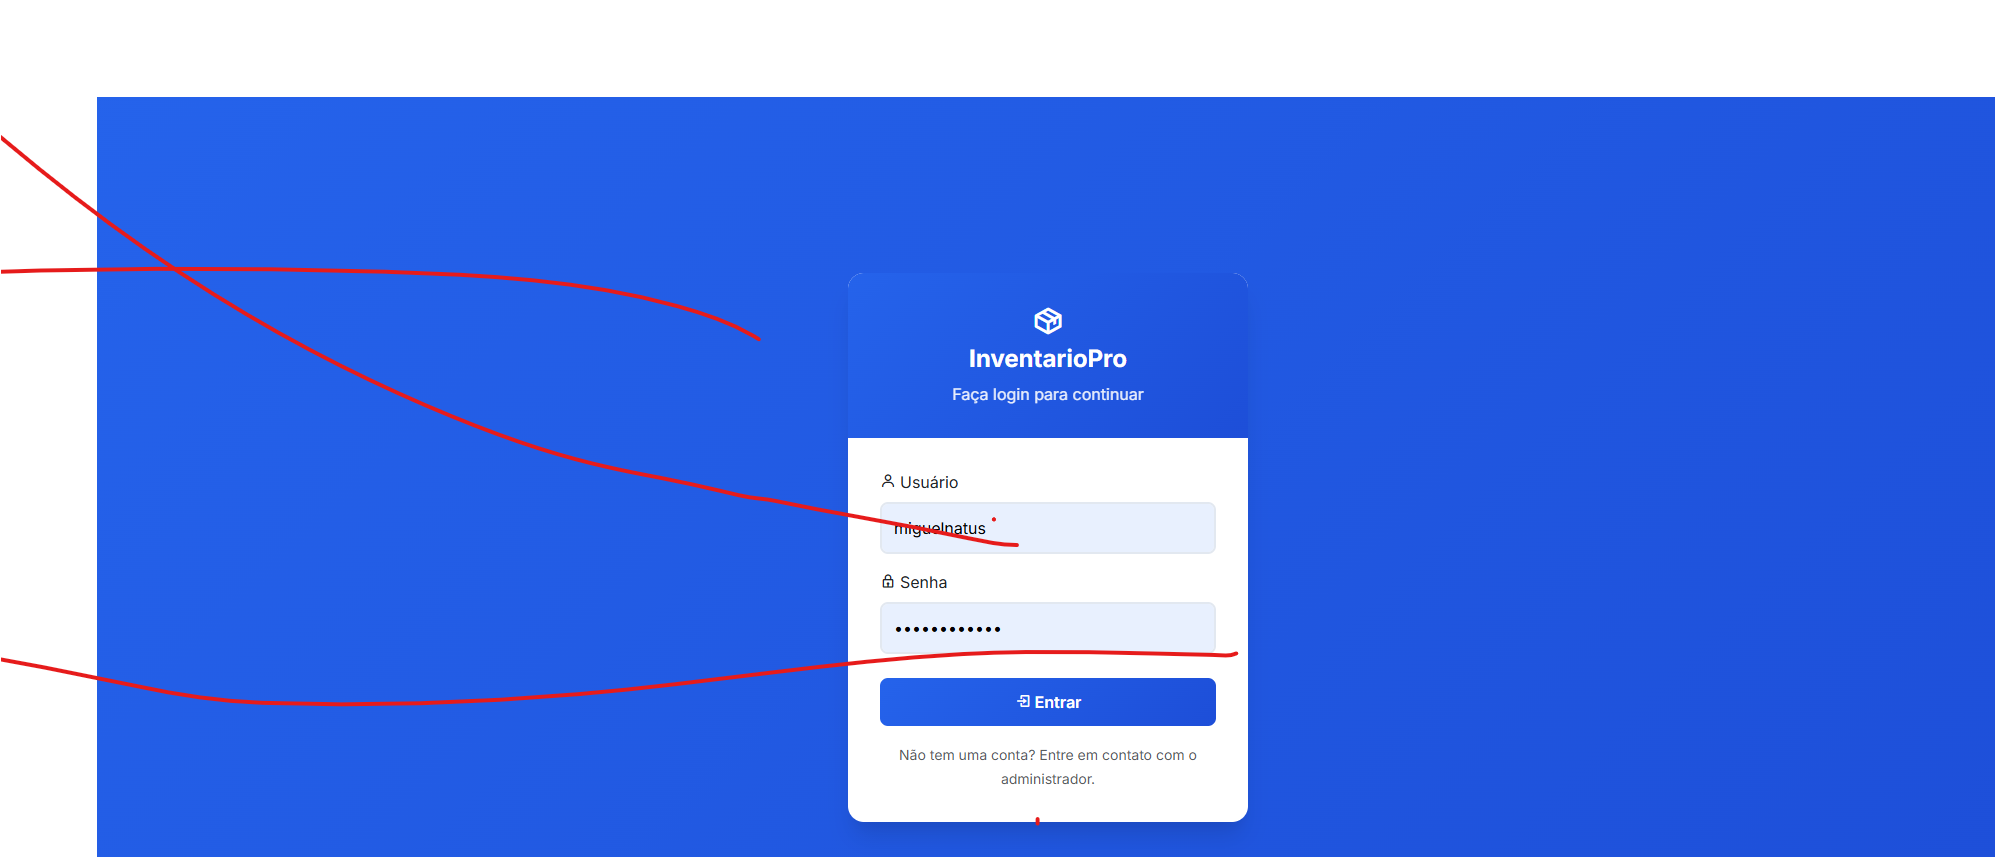 InventarioPro
Faça login para continuar
Usuário
miguelnatus
Senha
••••••••••••
Entrar
Não tem uma conta? Entre em contato com o
administrador.